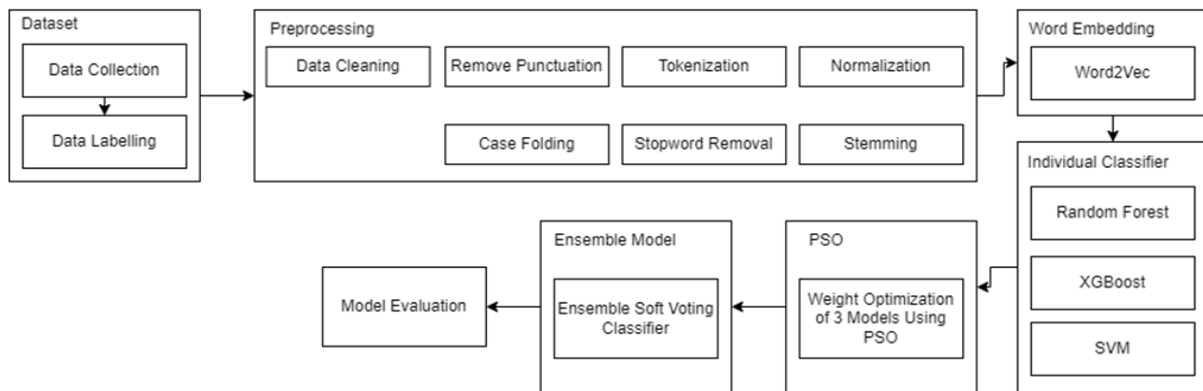 Dataset
Data Collection
Data Labelling
Preprocessing
Data Cleaning
Remove Punctuation
Tokenization
Normalization
Case Folding
Stopword Removal
Stemming
Word Embedding
Word2Vec
Individual Classifier
Random Forest
XGBoost
SVM
PSO
Weight Optimization
of 3 Models Using
PSO
Ensemble Model
Ensemble Soft Voting
Classifier
Model Evaluation